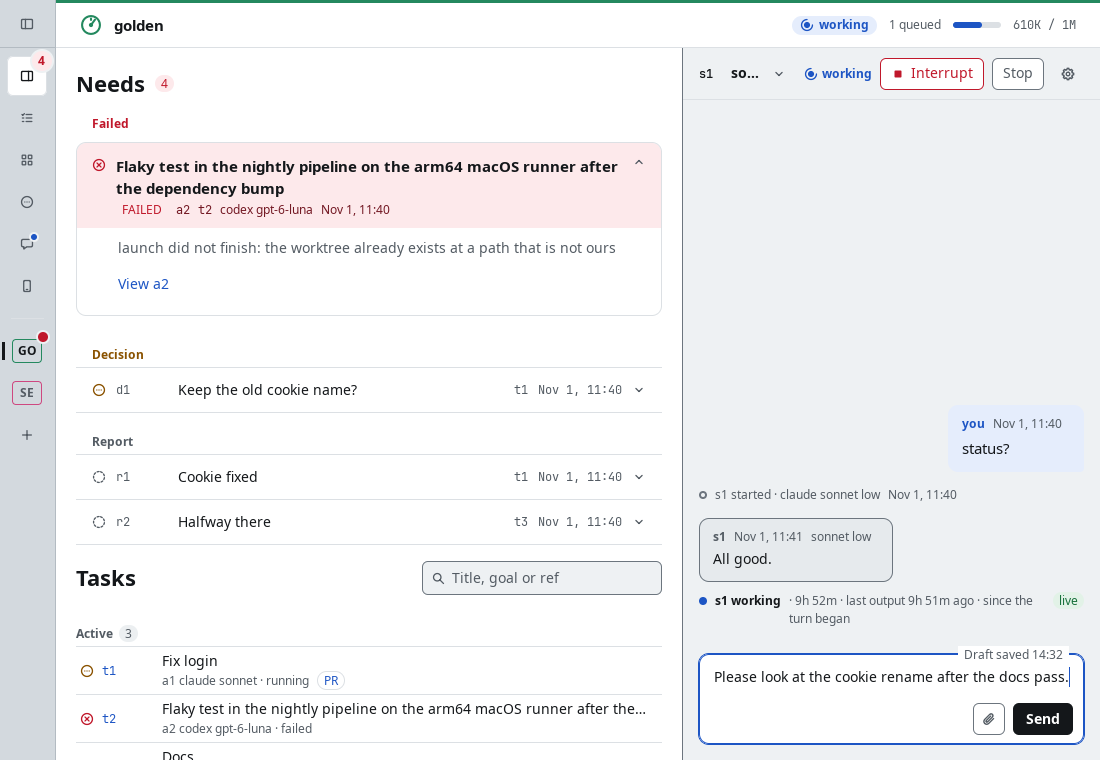 golden
working
1 queued
610K / 1M
4
GO
SE
Needs 4
Failed
Flaky test in the nightly pipeline on the arm64 macOS runner after
the dependency bump
FAILED a2 t2 codex gpt-6-luna Nov 1, 11:40
launch did not finish: the worktree already exists at a path that is not ours
View a2
Decision
d1 Keep the old cookie name? t1 Nov 1, 11:40
Report
r1 Cookie fixed t1 Nov 1, 11:40
r2 Halfway there t3 Nov 1, 11:40
Tasks
Title, goal or ref
Active 3
t1 Fix login
a1 claude sonnet · running PR
t2 Flaky test in the nightly pipeline on the arm64 macOS runner after the…
a2 codex gpt-6-luna · failed
Docs
s1 so… working Interrupt Stop
you Nov 1, 11:40
status?
s1 started · claude sonnet low Nov 1, 11:40
s1 Nov 1, 11:41 sonnet low
All good.
s1 working · 9h 52m · last output 9h 51m ago · since the
turn began
live
Draft saved 14:32
Please look at the cookie rename after the docs pass.
Send